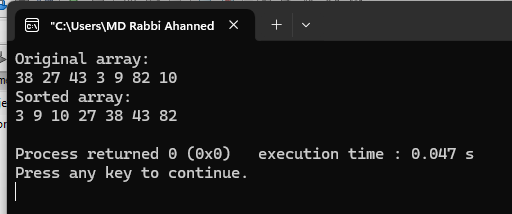 "C:\Users\MD Rabbi Ahanned
Original array:
38 27 43 3 9 82 10
Sorted array:
3 9 10 27 38 43 82
Process returned 0 (0x0)   execution time : 0.047 s
Press any key to continue.